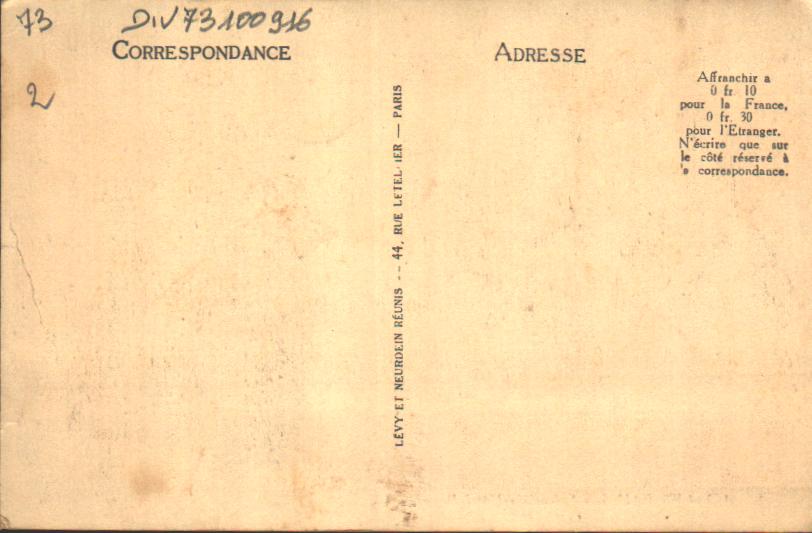 73 DIV73100916
CORRESPONDANCE
ADRESSE
2
Affranchir a
0 fr. 10
pour la France,
0 fr. 30
pour l'Etranger.
N'écrire que sur
le côté réservé à
la correspondance.
LÉVY ET NEURDEIN RÉUNIS -- 44, RUE LETELLIER — PARIS